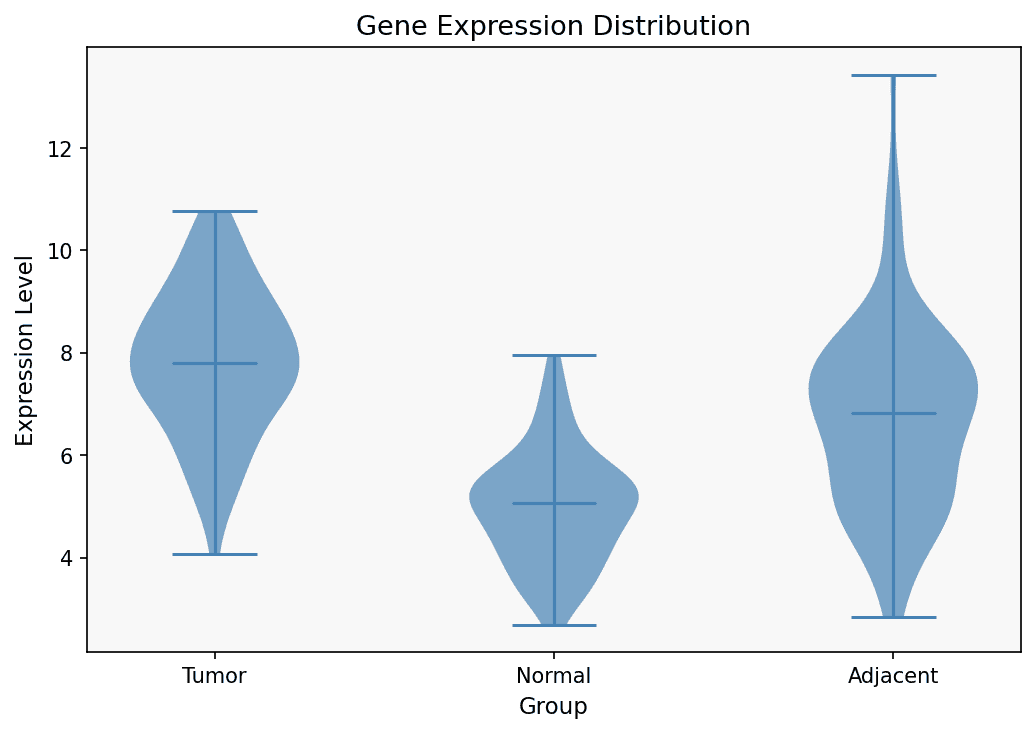 Gene Expression Distribution
Expression Level
12
10
8
6
4
Tumor Normal Adjacent
Group